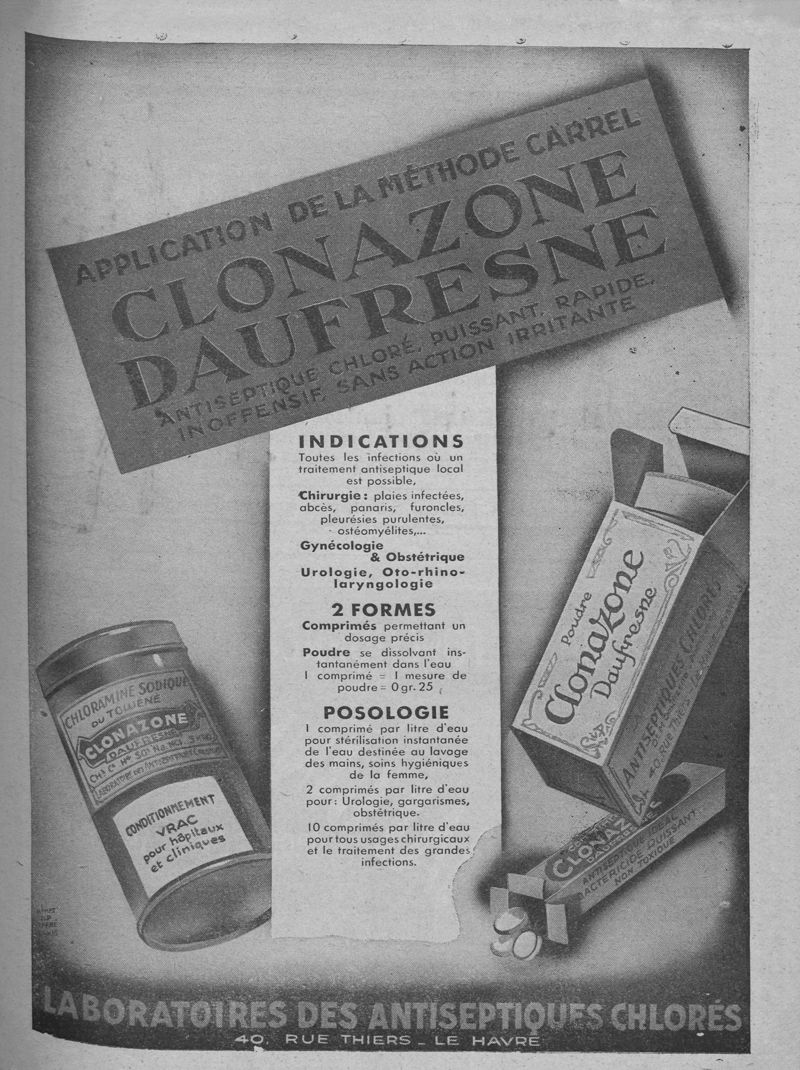 APPLICATION DE LA MÉTHODE CARREL
CLONAZONE
DAUFRESNE
ANTISEPTIQUE CHLORÉ, PUISSANT, RAPIDE,
INOFFENSIF, SANS ACTION IRRITANTE
INDICATIONS
Toutes les infections où un
traitement antiseptique local
est possible,
Chirurgie : plaies infectées,
abcès, panaris, furoncles,
pleurésies purulentes,
ostéomyélites,...
Gynécologie
& Obstétrique
Urologie, Oto-rhino-
laryngologie
2 FORMES
Comprimés permettant un
dosage précis
Poudre se dissolvant ins-
tantanément dans l'eau
1 comprimé = 1 mesure de
poudre = 0 gr. 25
POSOLOGIE
1 comprimé par litre d'eau
pour stérilisation instantanée
de l'eau destinée au lavage
des mains, soins hygiéniques
de la femme,
2 comprimés par litre d'eau
pour : Urologie, gargarismes,
obstétrique.
10 comprimés par litre d'eau
pour tous usages chirurgicaux
et le traitement des grandes
infections.
CHLORAMINE SODIQUE
DU TOLUÈNE
CLONAZONE
DAUFRESNE
LABORATOIRE DES ANTISEPTIQUES CHLORÉS
CONDITIONNEMENT
VRAC
pour hôpitaux
et cliniques
Poudre
Clonazone
Daufresne
ANTISEPTIQUES CHLORÉS
40, RUE THIERS
CLONAZ
ANTISEPTIQUE IDÉAL
BACTÉRICIDE PUISSANT
NON TOXIQUE
LABORATOIRES DES ANTISEPTIQUES CHLORÉS
40, RUE THIERS _ LE HAVRE